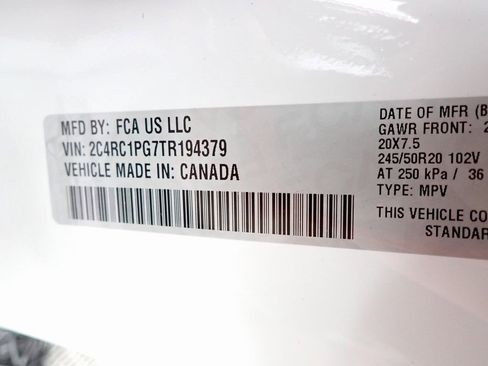 MFD BY: FCA US LLC
VIN: 2C4RC1PG7TR194379
VEHICLE MADE IN: CANADA
DATE OF MFR (B
GAWR FRONT: 2
20X7.5
245/50R20 102V
AT 250 kPa / 36
TYPE: MPV
THIS VEHICLE CO
STANDAR